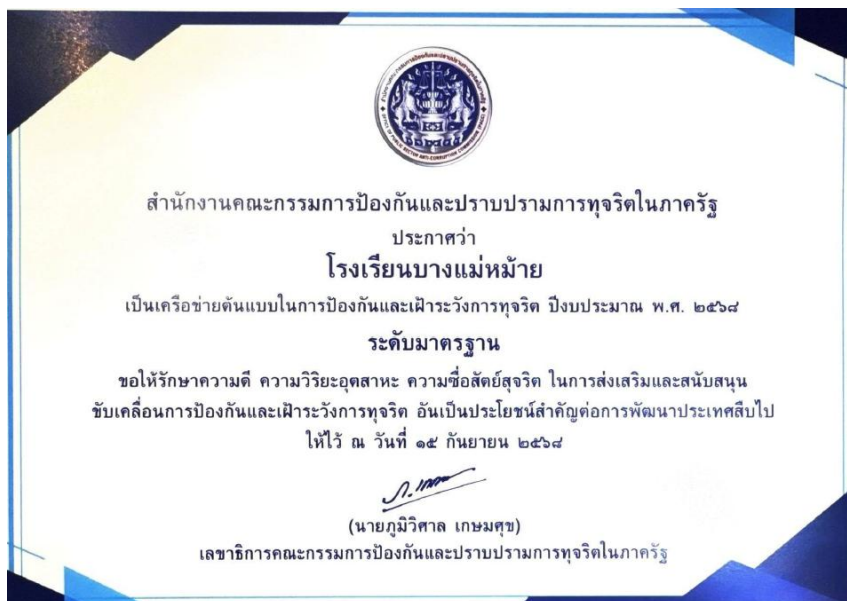 สำนักงานคณะกรรมการป้องกันและปราบปรามการทุจริตในภาครัฐ
ประกาศว่า
โรงเรียนบางแม่หม้าย
เป็นเครือข่ายต้นแบบในการป้องกันและเฝ้าระวังการทุจริต ปีงบประมาณ พ.ศ. ๒๕๖๘
ระดับมาตรฐาน
ขอให้รักษาความดี ความวิริยะอุตสาหะ ความซื่อสัตย์สุจริต ในการส่งเสริมและสนับสนุน
ขับเคลื่อนการป้องกันและเฝ้าระวังการทุจริต อันเป็นประโยชน์สำคัญต่อการพัฒนาประเทศสืบไป
ให้ไว้ ณ วันที่ ๑๕ กันยายน ๒๕๖๘
(นายภูมิวิศาล เกษมศุข)
เลขาธิการคณะกรรมการป้องกันและปราบปรามการทุจริตในภาครัฐ